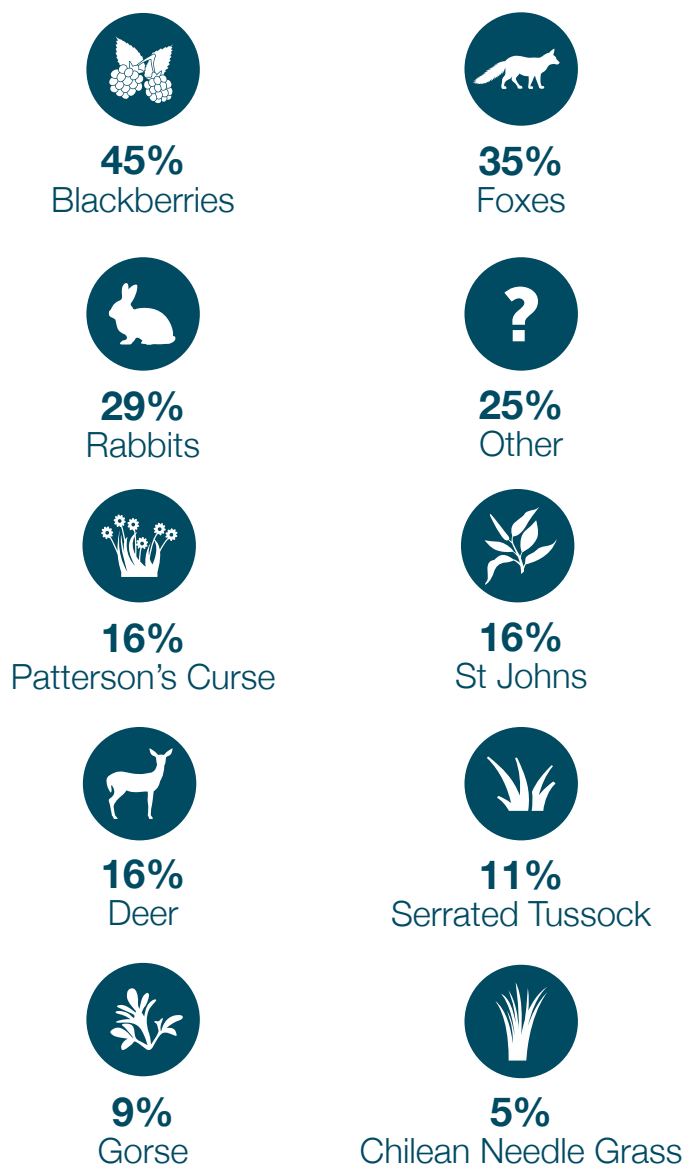 45%
Blackberries
35%
Foxes
29%
Rabbits
?
25%
Other
16%
Patterson’s Curse
16%
St Johns
16%
Deer
11%
Serrated Tussock
9%
Gorse
5%
Chilean Needle Grass